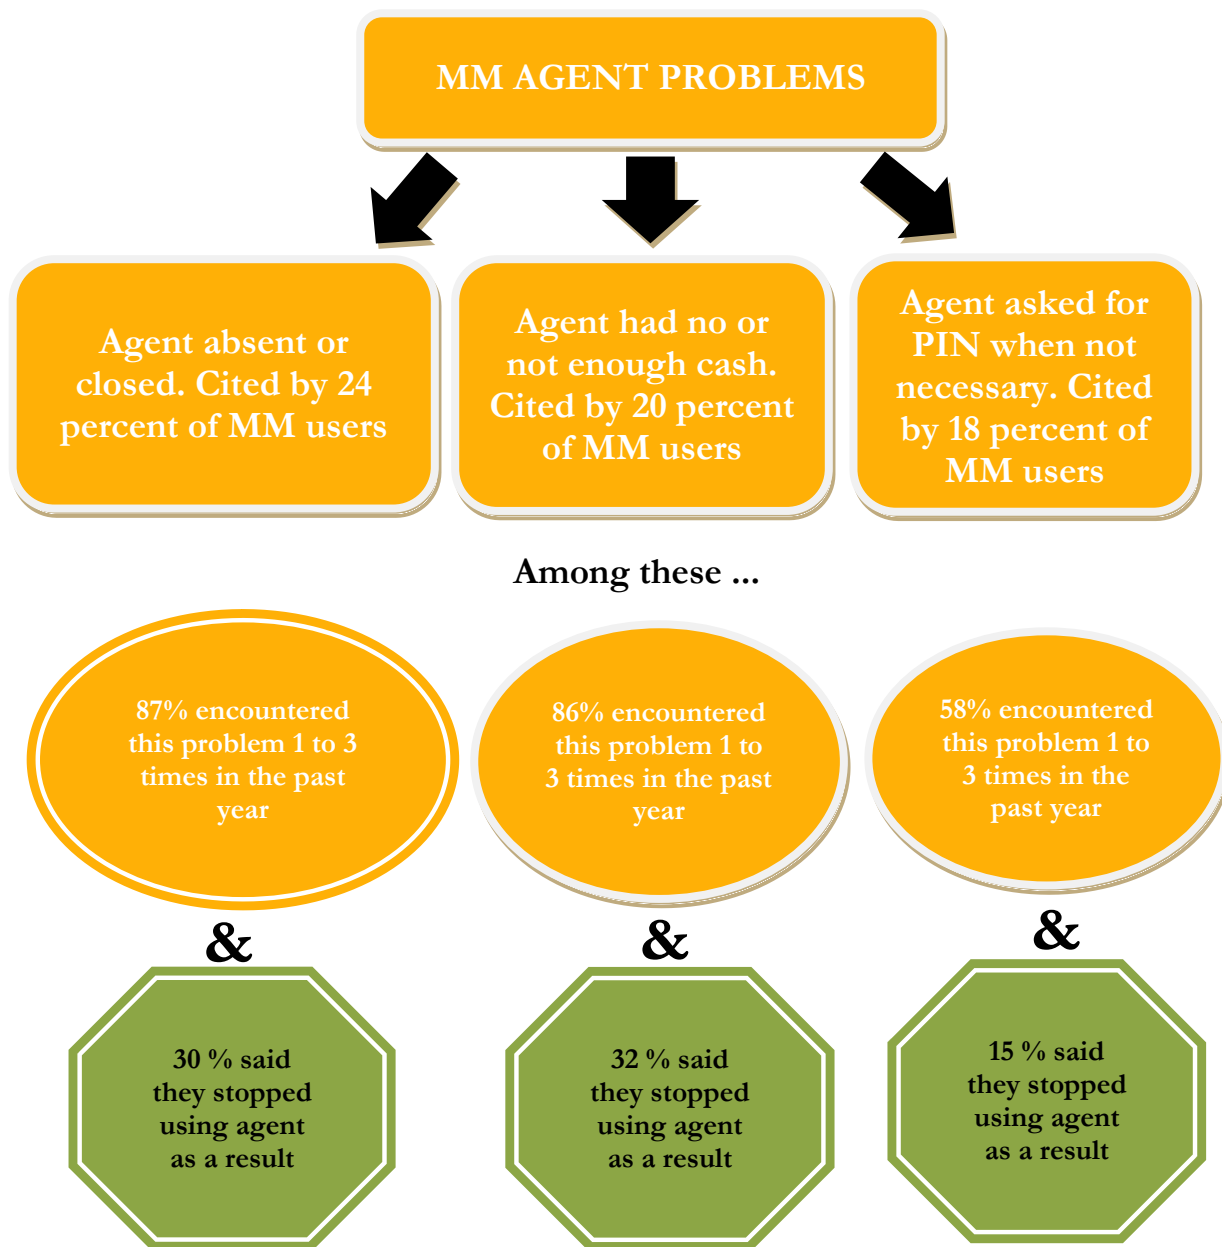 MM AGENT PROBLEMS
Agent absent or
closed. Cited by 24
percent of MM users
Agent had no or
not enough cash.
Cited by 20 percent
of MM users
Agent asked for
PIN when not
necessary. Cited
by 18 percent of
MM users
Among these ...
87% encountered
this problem 1 to 3
times in the past
year
86% encountered
this problem 1 to
3 times in the past
year
58% encountered
this problem 1 to
3 times in the
past year
&
&
&
30 % said
they stopped
using agent
as a result
32 % said
they stopped
using agent
as a result
15 % said
they stopped
using agent
as a result